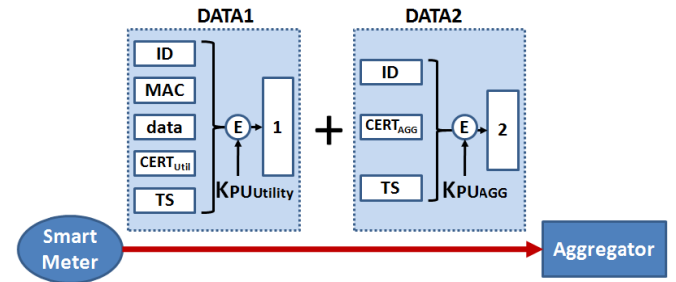 DATA1
DATA2
ID
MAC
data
CERTUtil
TS
E
1
KPUUtility
+
ID
CERTAGG
TS
E
2
KPUAGG
Smart
Meter
Aggregator